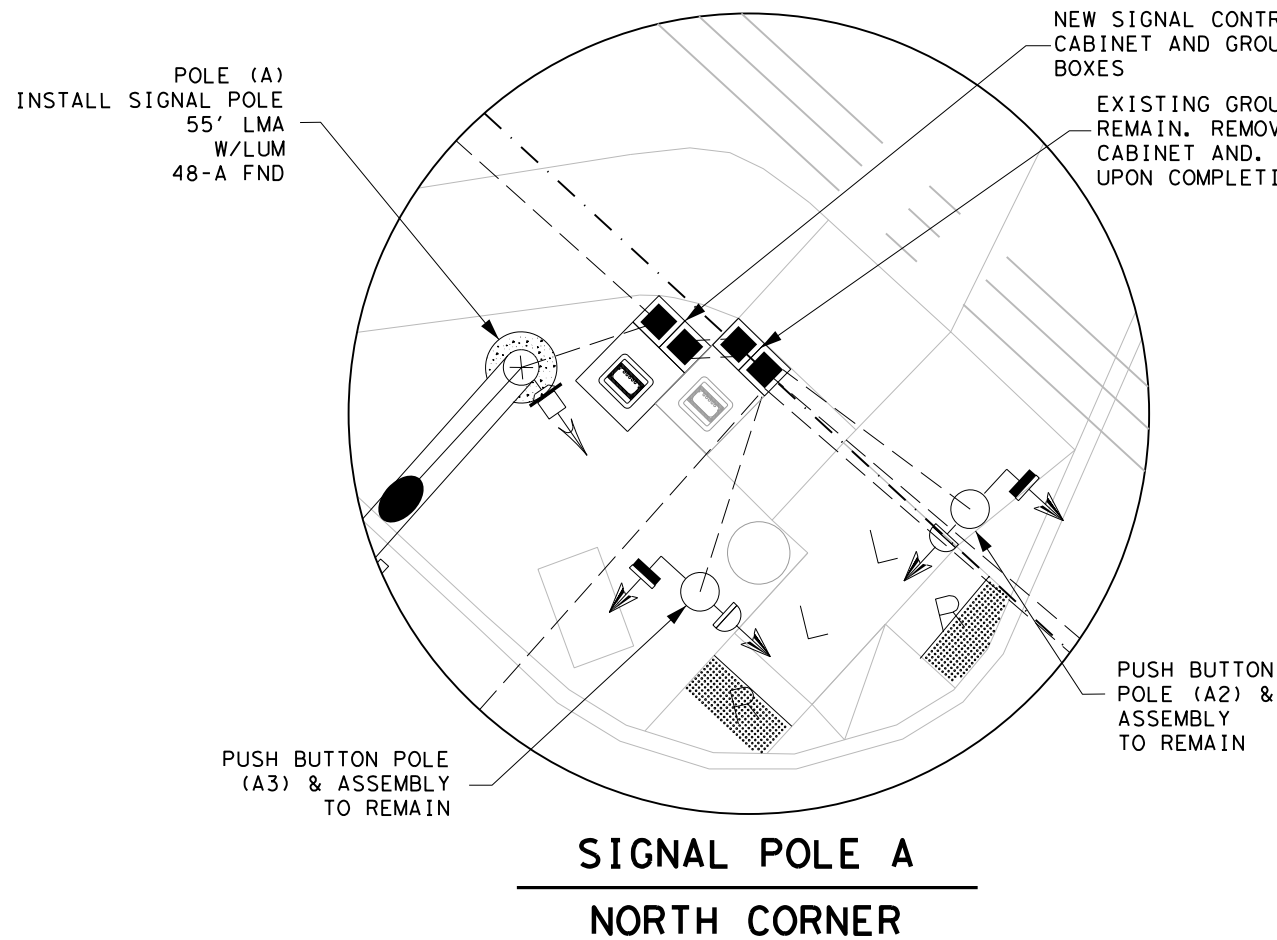 NEW SIGNAL CONTR
CABINET AND GROU
BOXES
POLE (A)
INSTALL SIGNAL POLE
55' LMA
W/LUM
48-A FND
EXISTING GROU
REMAIN. REMOV
CABINET AND.
UPON COMPLETI
L
L
R
R
PUSH BUTTON
POLE (A2) &
ASSEMBLY
TO REMAIN
PUSH BUTTON POLE
(A3) & ASSEMBLY
TO REMAIN
SIGNAL POLE A
NORTH CORNER